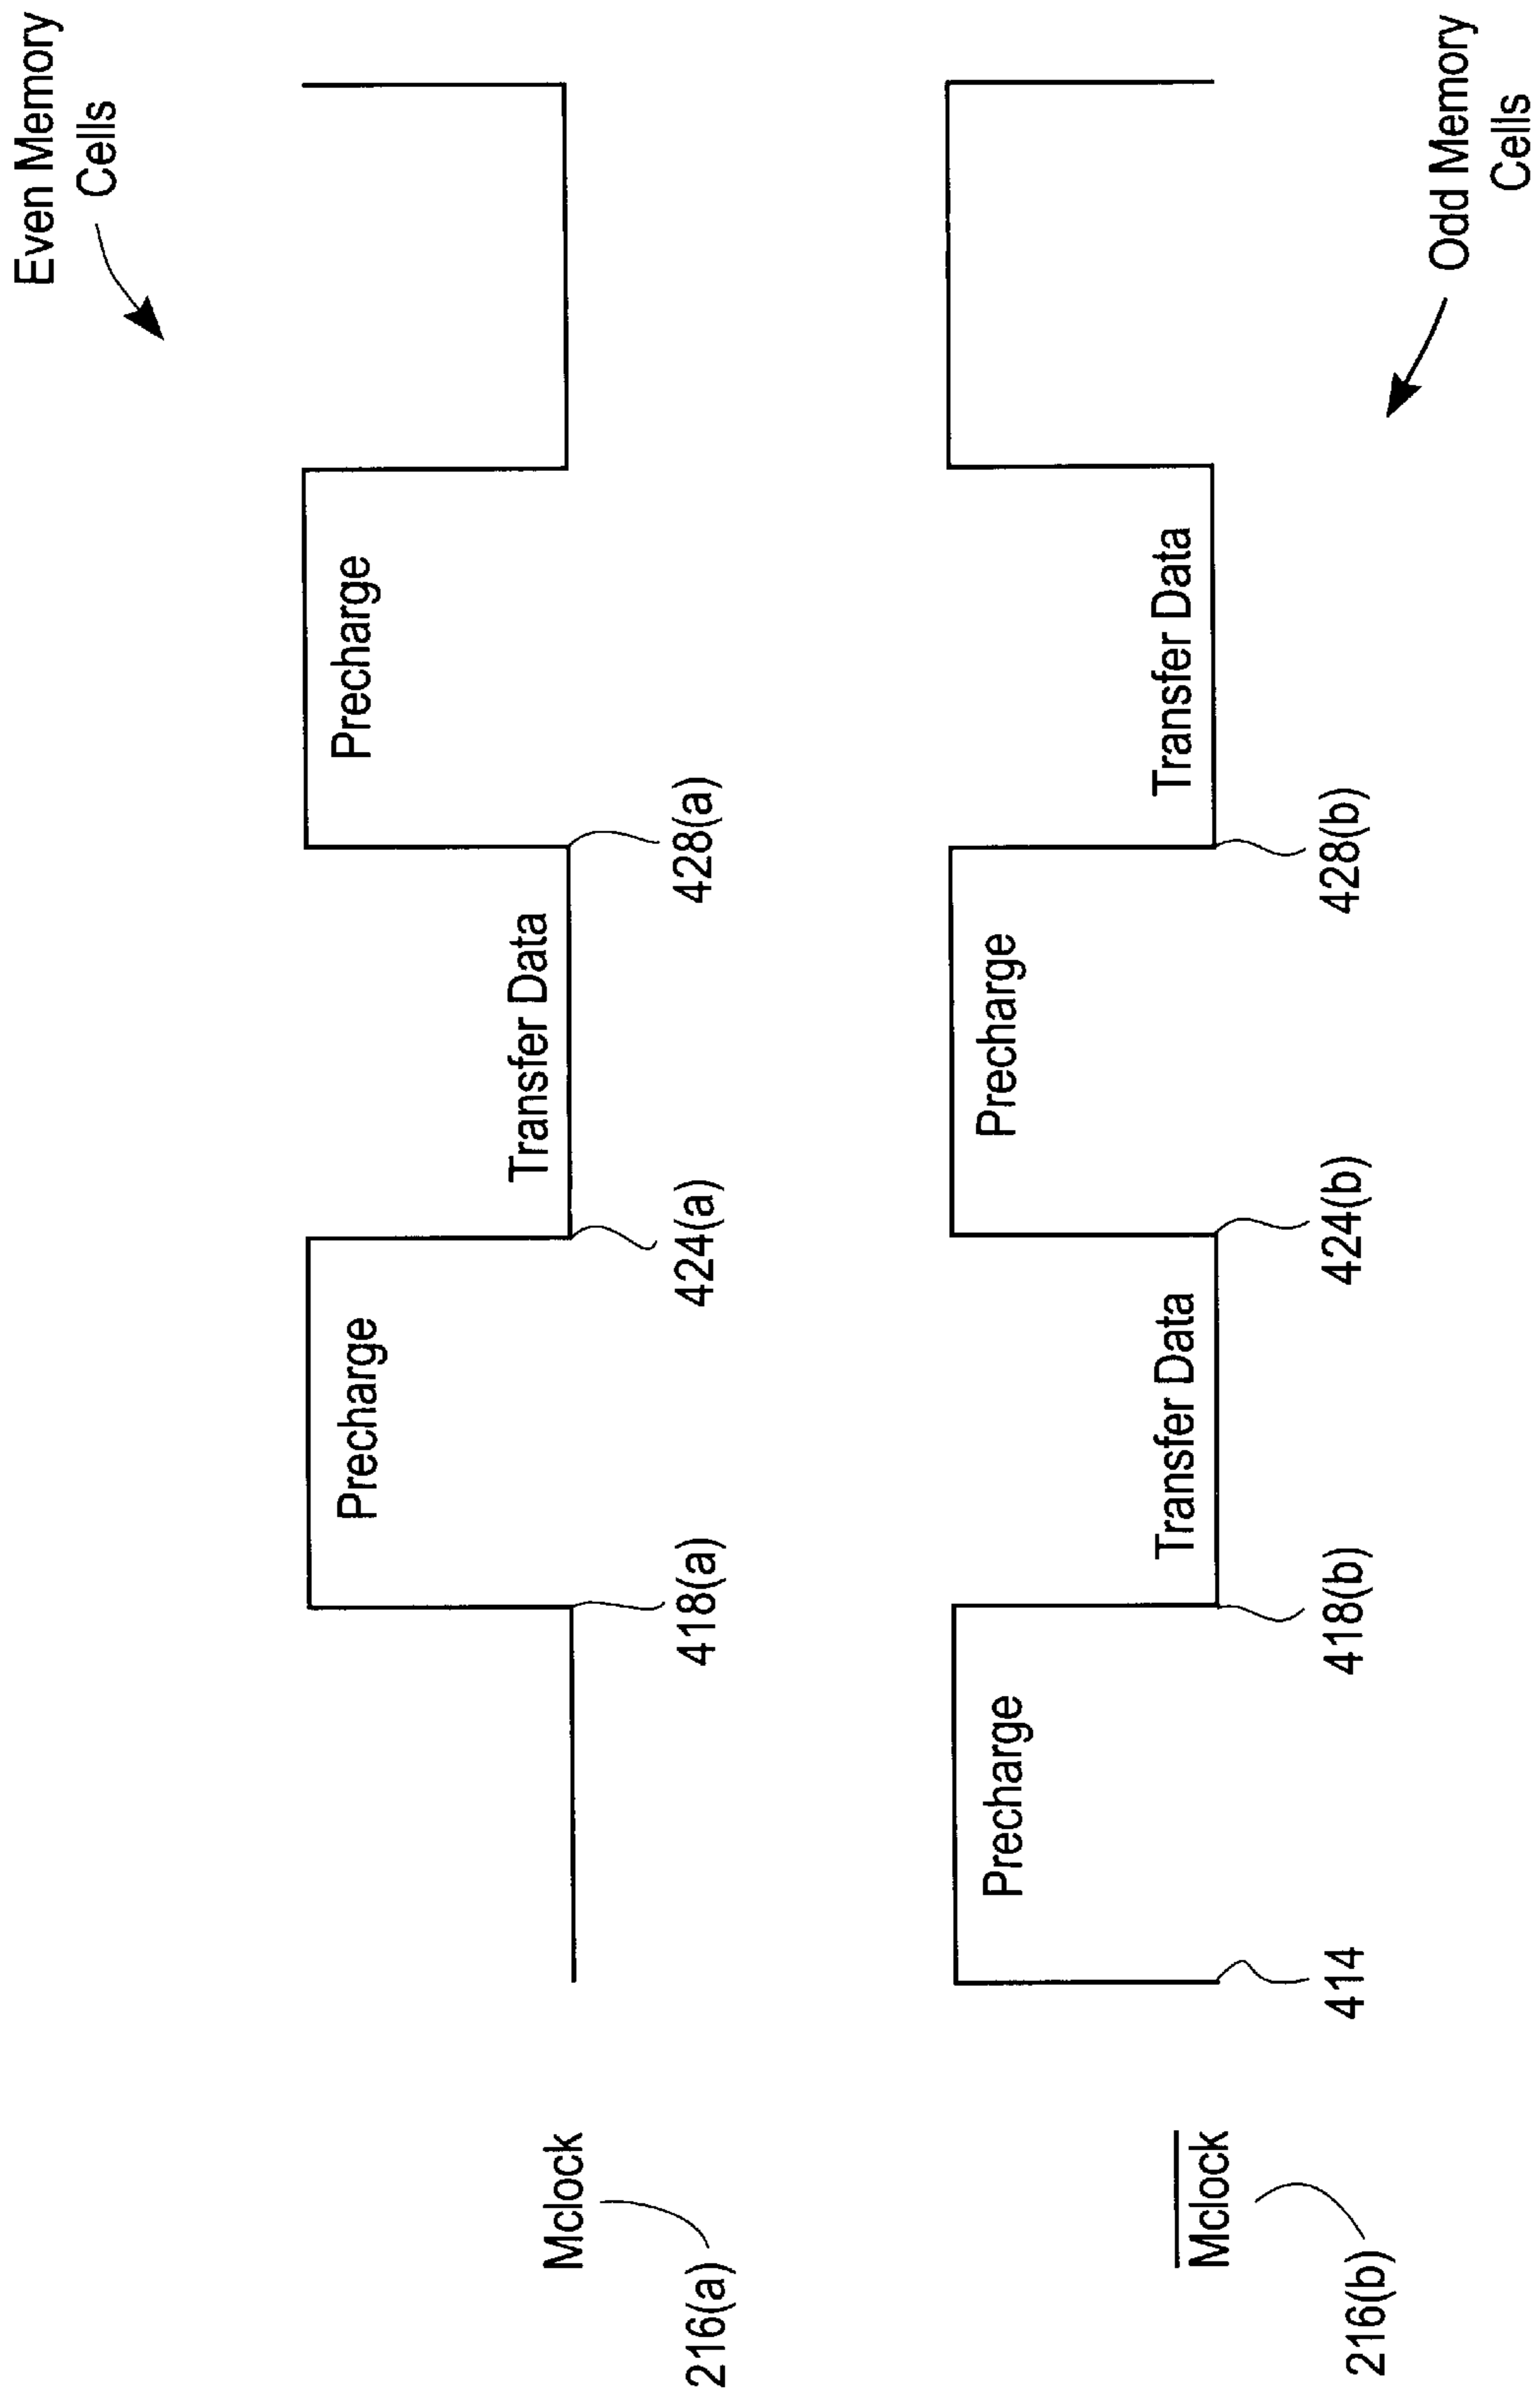 Even Memory
Cells
Precharge
Precharge
Transfer Data
418(a)
424(a)
428(a)
Mclock
216(a)
Precharge
Precharge
Transfer Data
Transfer Data
414
418(b)
424(b)
428(b)
Mclock
216(b)
Odd Memory
Cells